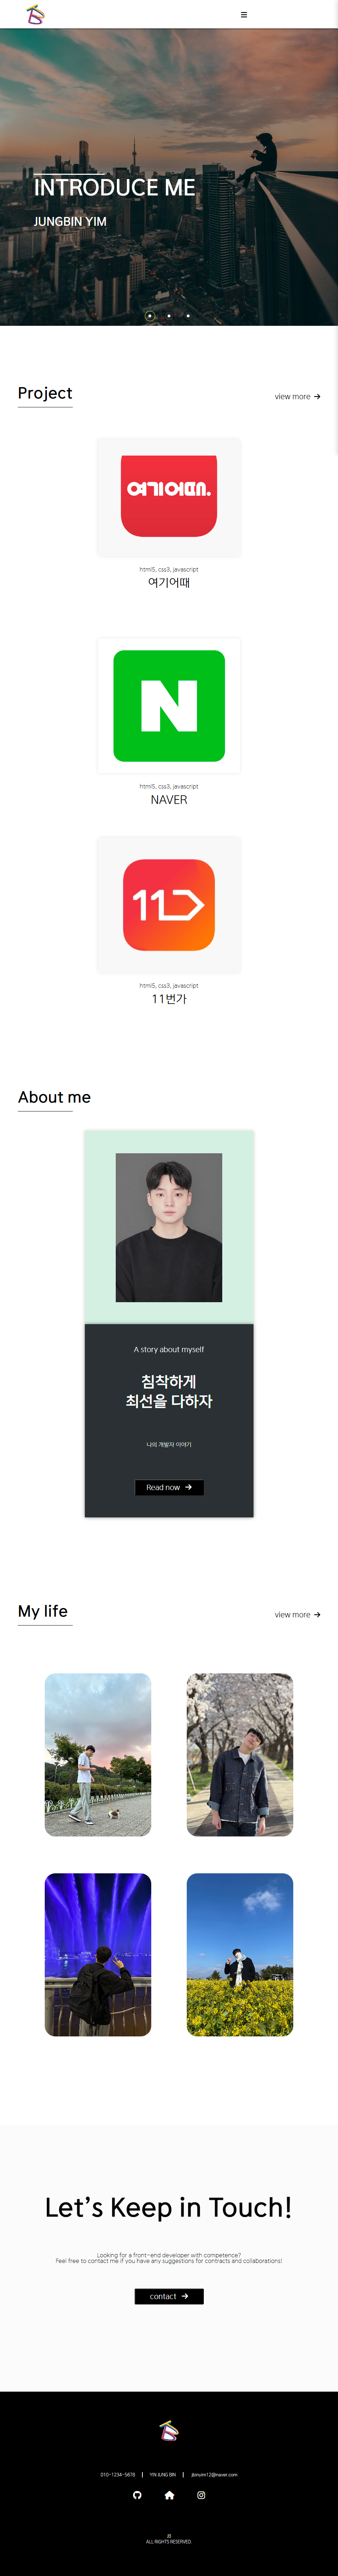 INTRODUCE ME
JUNGBIN YIM
Project
view more
여기어때.
html5, css3, javascript
여기어때
N
html5, css3, javascript
NAVER
11
html5, css3, javascript
11번가
About me
A story about myself
침착하게
최선을 다하자
나의 개발자 이야기
Read now
My life
view more
Let's Keep in Touch!
Looking for a front-end developer with competence?
Feel free to contact me if you have any suggestions for contracts and collaborations!
contact
010-1234-5678 | YIN JUNG BIN | jbinvim12@naver.com
ALL RIGHTS RESERVED.